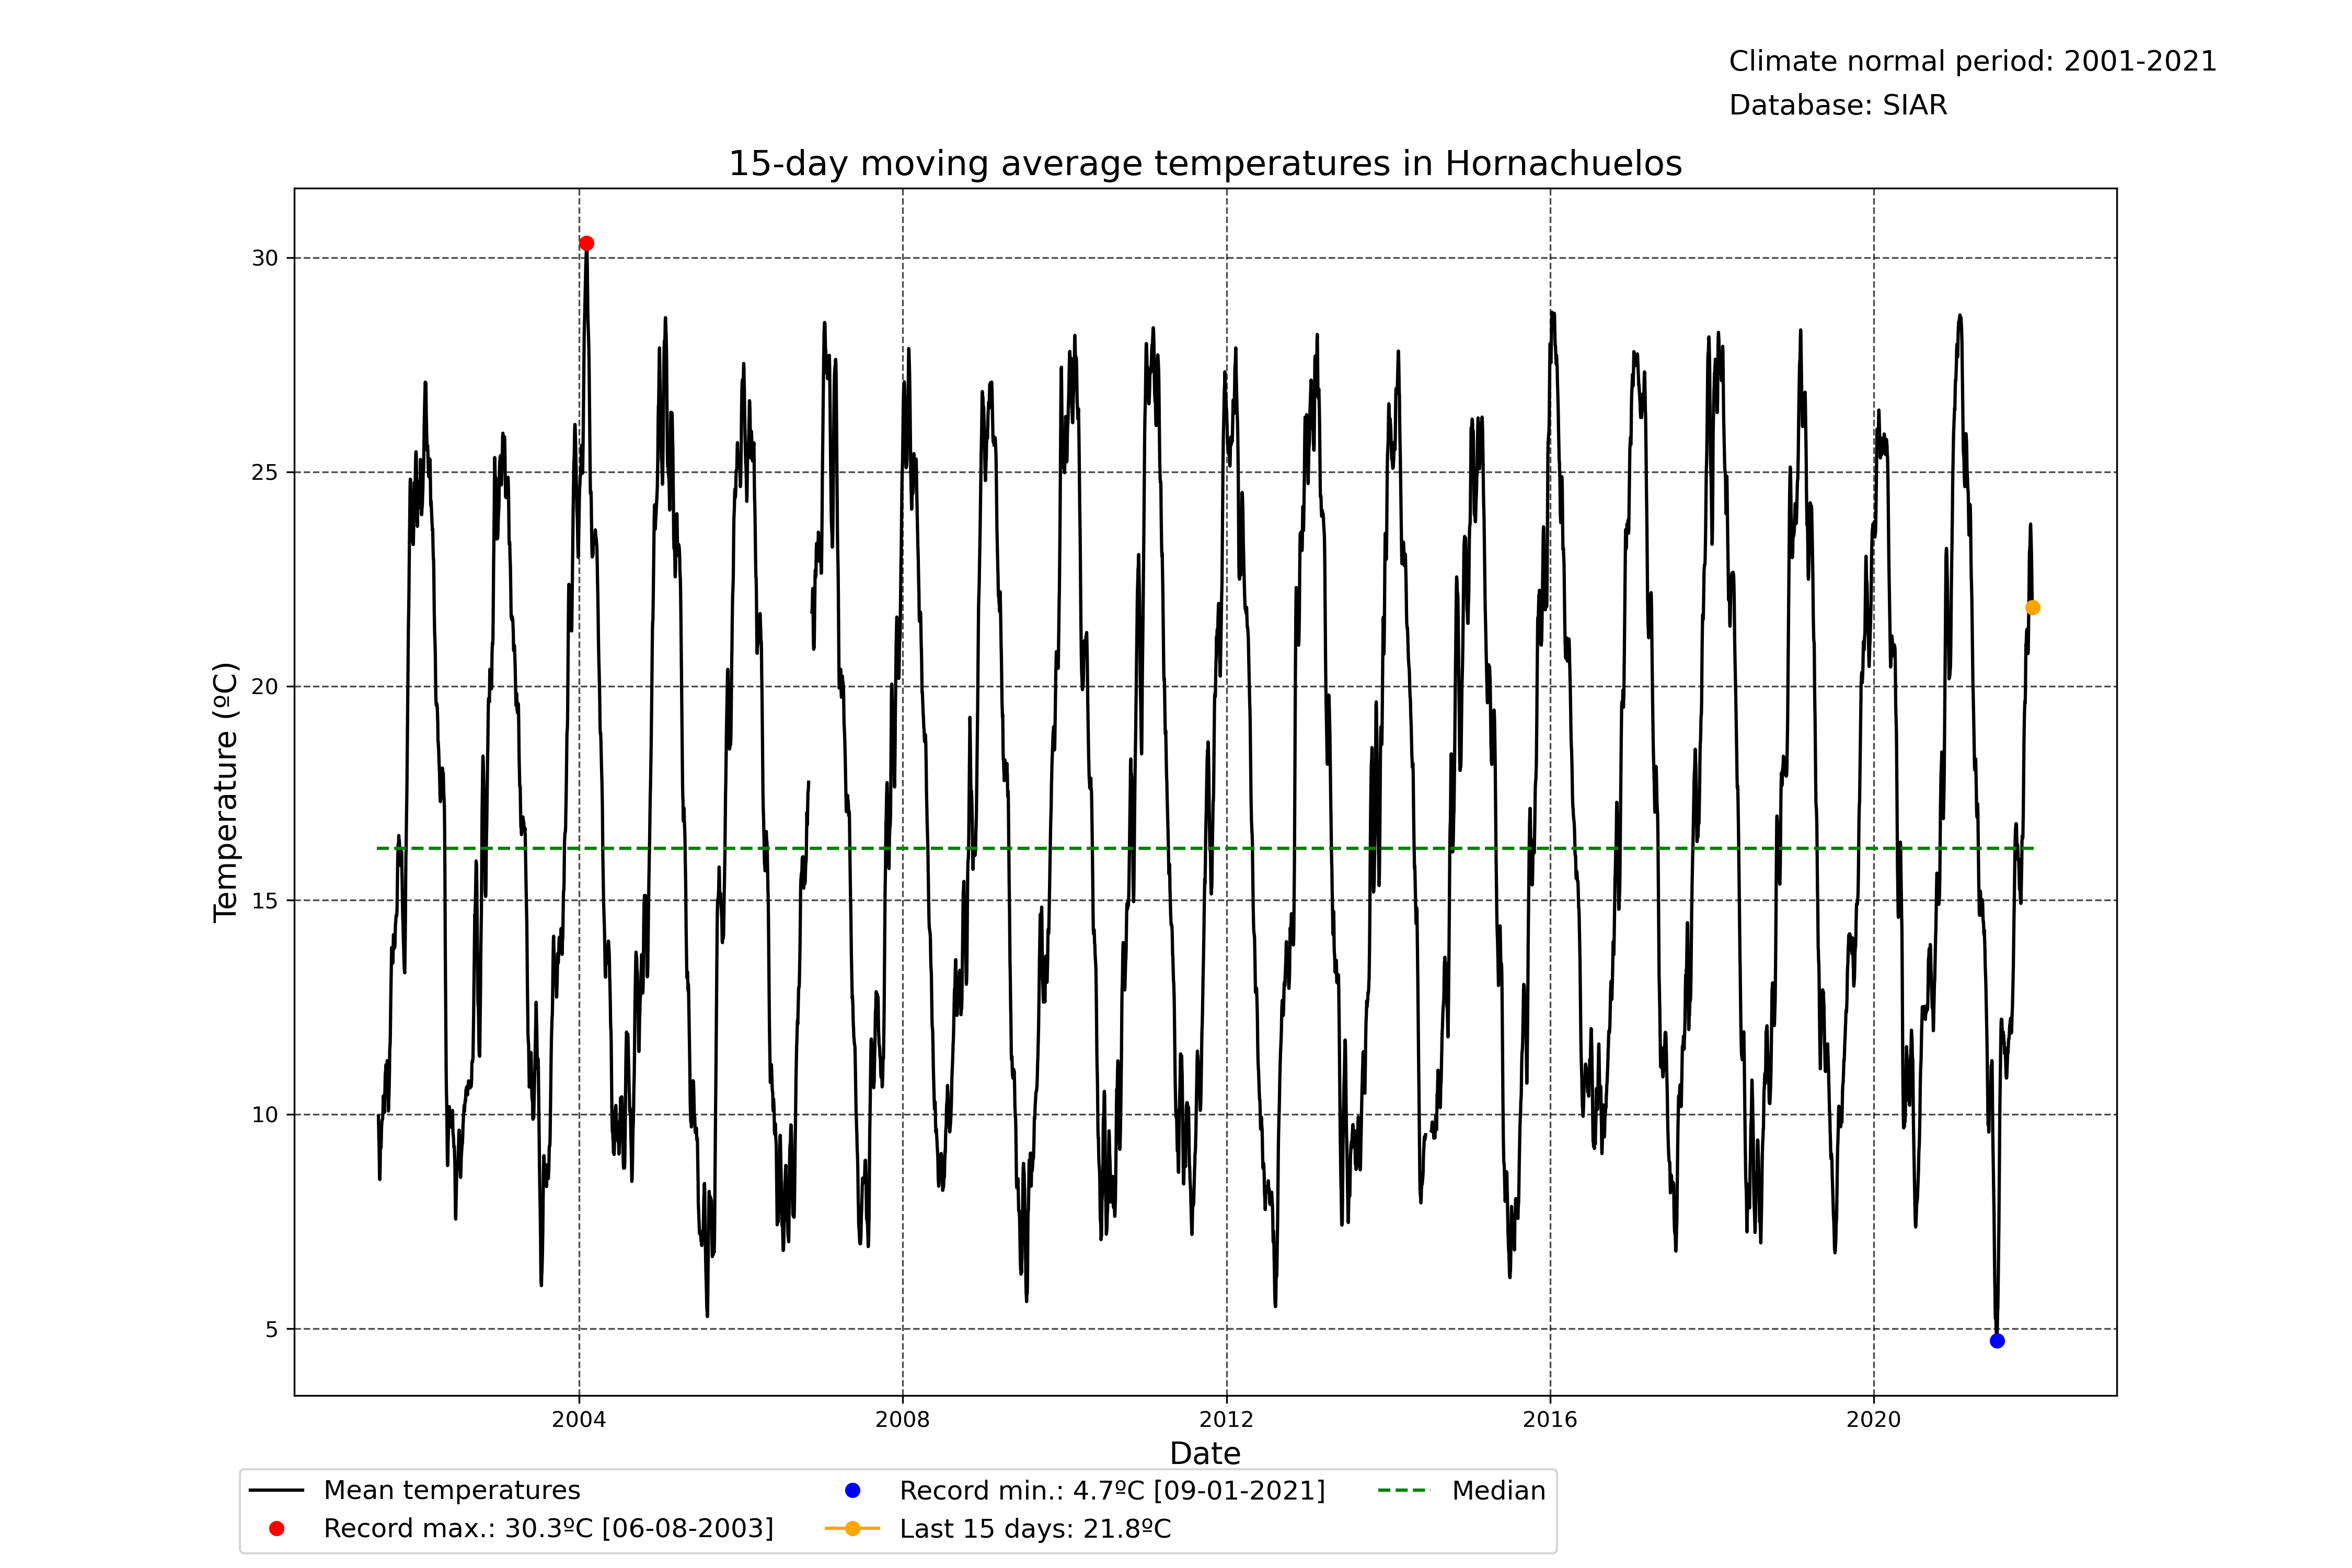 Climate normal period: 2001-2021
Database: SIAR
15-day moving average temperatures in Hornachuelos
30
25
20
15
10
5
Temperature (ºC)
2004 2008 2012 2016 2020
Date
Mean temperatures
Record max.: 30.3ºC [06-08-2003]
Record min.: 4.7ºC [09-01-2021]
Last 15 days: 21.8ºC
Median